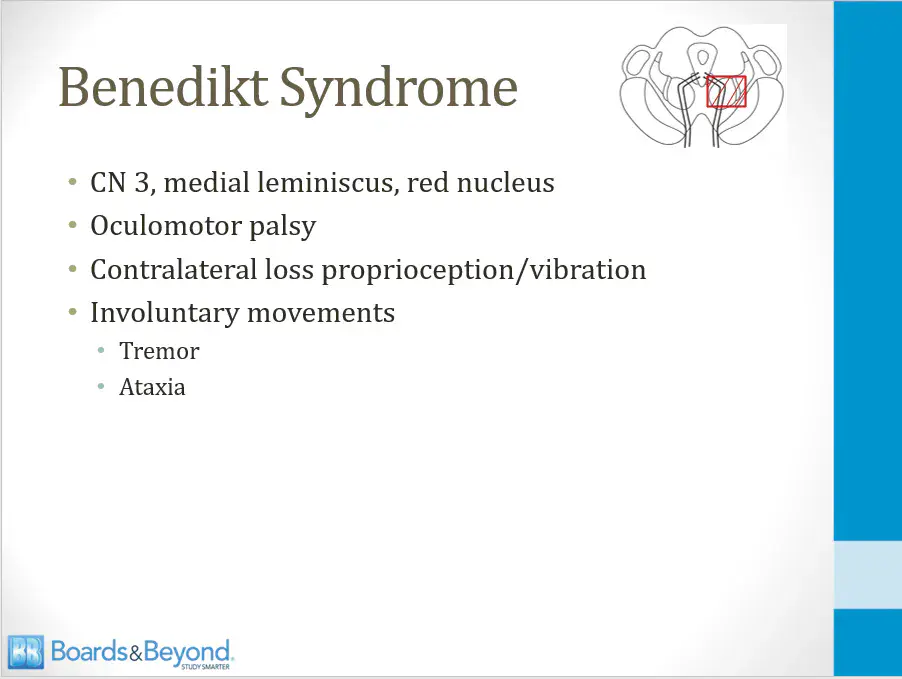 Benedikt Syndrome
• CN 3, medial leminiscus, red nucleus
• Oculomotor palsy
• Contralateral loss proprioception/vibration
• Involuntary movements
• Tremor
• Ataxia
BB Boards&Beyond.
STUDY SMARTER